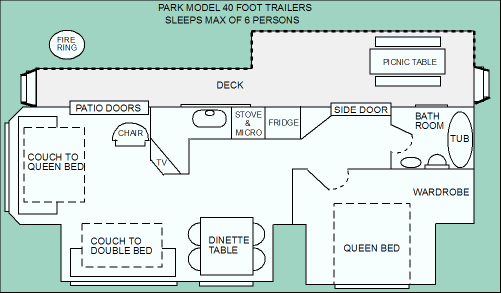 PARK MODEL 40 FOOT TRAILERS
SLEEPS MAX OF 6 PERSONS
FIRE
RING
PICNIC TABLE
DECK
PATIO DOORS
SIDE DOOR
STOVE
&
MICRO
FRIDGE
BATH
ROOM
TUB
CHAIR
TV
COUCH TO
QUEEN BED
WARDROBE
COUCH TO
DOUBLE BED
DINETTE
TABLE
QUEEN BED